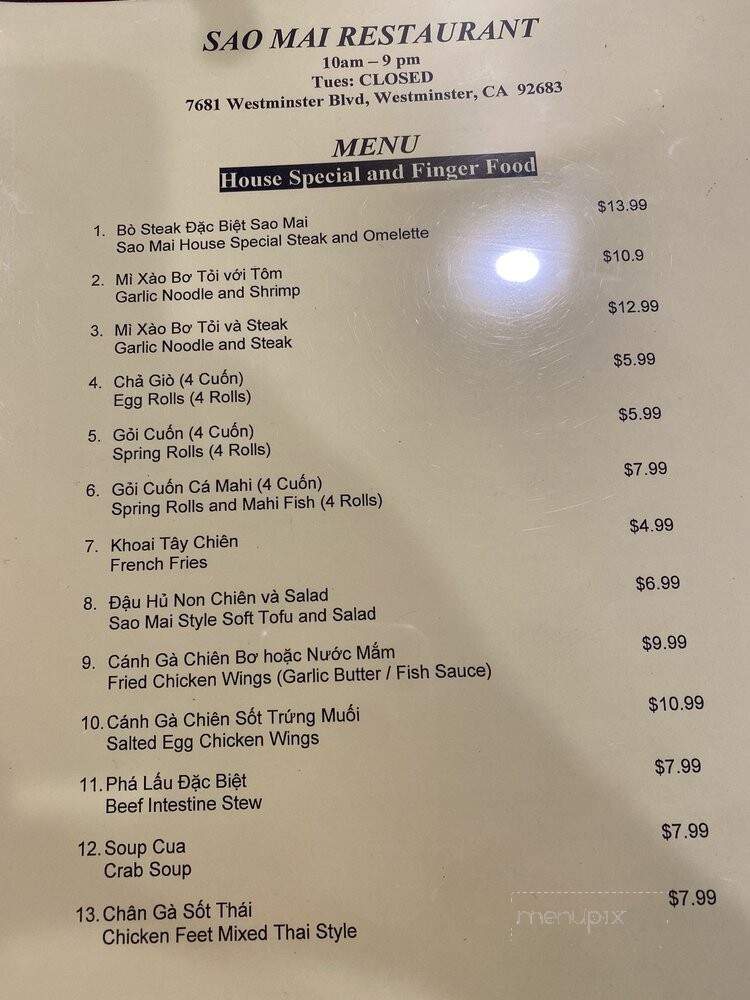 SAO MAI RESTAURANT
10am – 9 pm
Tues: CLOSED
7681 Westminster Blvd, Westminster, CA 92683
MENU
House Special and Finger Food
1. Bò Steak Đặc Biệt Sao Mai $13.99
Sao Mai House Special Steak and Omelette
2. Mì Xào Bơ Tỏi với Tôm $10.9
Garlic Noodle and Shrimp
3. Mì Xào Bơ Tỏi và Steak $12.99
Garlic Noodle and Steak
4. Chả Giò (4 Cuốn) $5.99
Egg Rolls (4 Rolls)
5. Gỏi Cuốn (4 Cuốn) $5.99
Spring Rolls (4 Rolls)
6. Gỏi Cuốn Cá Mahi (4 Cuốn) $7.99
Spring Rolls and Mahi Fish (4 Rolls)
7. Khoai Tây Chiên $4.99
French Fries
8. Đậu Hủ Non Chiên và Salad $6.99
Sao Mai Style Soft Tofu and Salad
9. Cánh Gà Chiên Bơ hoặc Nước Mắm $9.99
Fried Chicken Wings (Garlic Butter / Fish Sauce)
10. Cánh Gà Chiên Sốt Trứng Muối $10.99
Salted Egg Chicken Wings
11. Phá Lấu Đặc Biệt $7.99
Beef Intestine Stew
12. Soup Cua $7.99
Crab Soup
13. Chân Gà Sốt Thái $7.99
Chicken Feet Mixed Thai Style
menupix